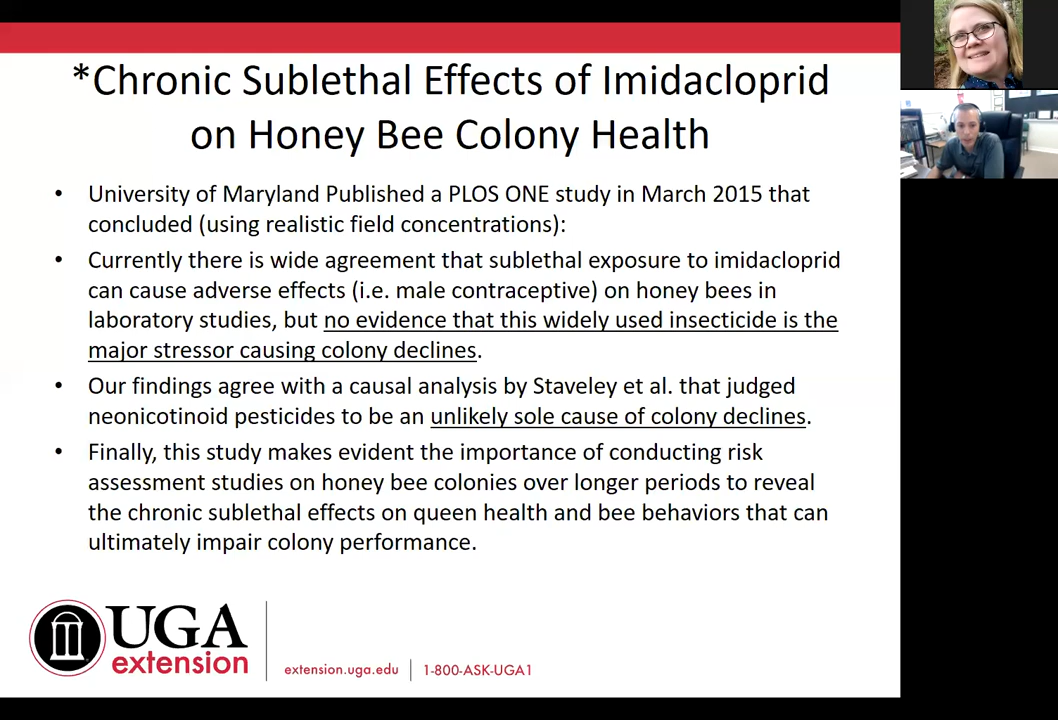 *Chronic Sublethal Effects of Imidacloprid
on Honey Bee Colony Health
• University of Maryland Published a PLOS ONE study in March 2015 that
concluded (using realistic field concentrations):
• Currently there is wide agreement that sublethal exposure to imidacloprid
can cause adverse effects (i.e. male contraceptive) on honey bees in
laboratory studies, but no evidence that this widely used insecticide is the
major stressor causing colony declines.
• Our findings agree with a causal analysis by Staveley et al. that judged
neonicotinoid pesticides to be an unlikely sole cause of colony declines.
• Finally, this study makes evident the importance of conducting risk
assessment studies on honey bee colonies over longer periods to reveal
the chronic sublethal effects on queen health and bee behaviors that can
ultimately impair colony performance.
UGA
extension
extension.uga.edu | 1-800-ASK-UGA1